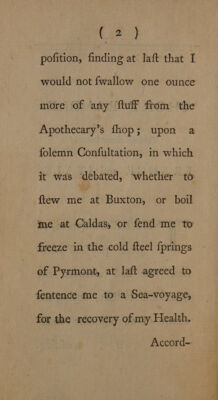 ( 2 )
poſition, finding at laſt that I
would not ſwallow one ounce
more of any ſtuff from the
Apothecary's ſhop; upon a
ſolemn Conſultation, in which
it was debated, whether to
ſtew me at Buxton, or boil
me at Caldas, or ſend me to
freeze in the cold ſteel ſprings
of Pyrmont, at laſt agreed to
ſentence me to a Sea-voyage,
for the recovery of my Health.
Accord-